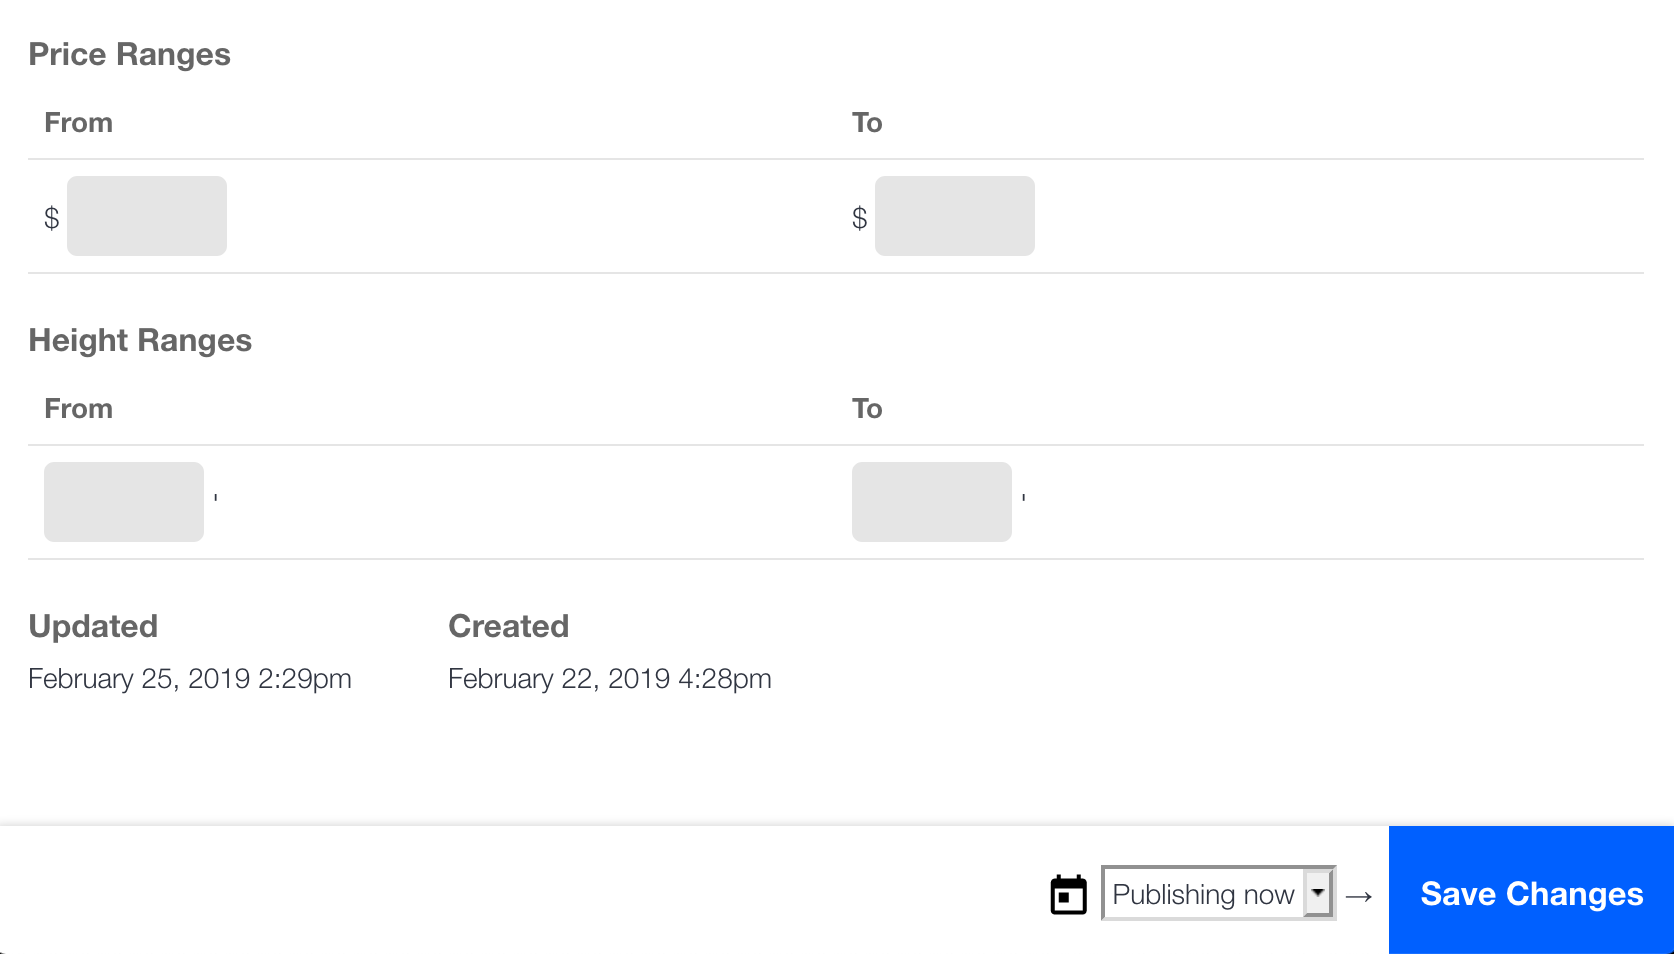 Price Ranges
From To
$ $
Height Ranges
From To
' '
Updated Created
February 25, 2019 2:29pm February 22, 2019 4:28pm
Publishing now → Save Changes